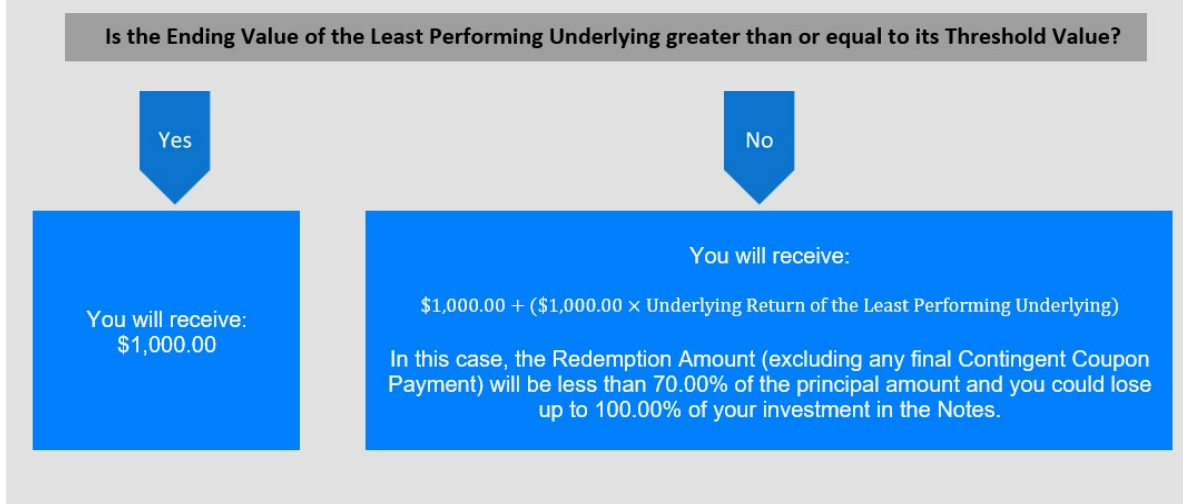 Is the Ending Value of the Least Performing Underlying greater than or equal to its Threshold Value?
Yes
No
You will receive:
$1,000.00
You will receive:
$1,000.00 + ($1,000.00 × Underlying Return of the Least Performing Underlying)
In this case, the Redemption Amount (excluding any final Contingent Coupon
Payment) will be less than 70.00% of the principal amount and you could lose
up to 100.00% of your investment in the Notes.